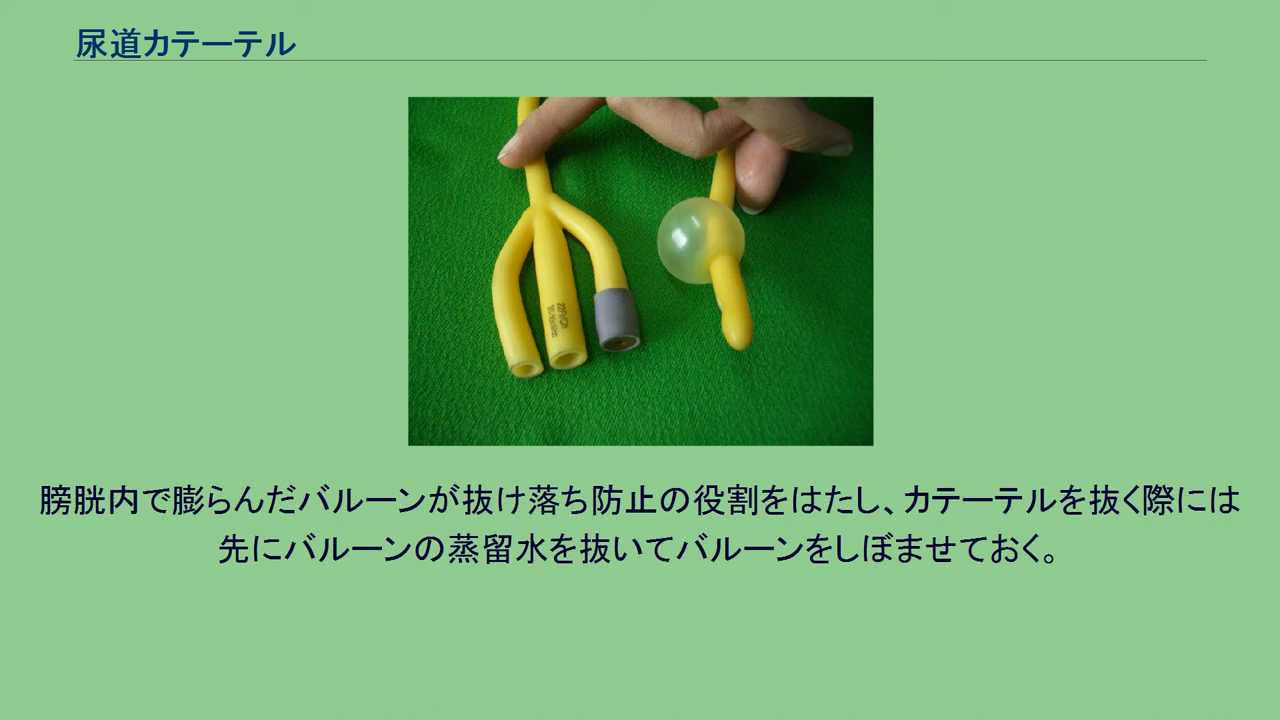 尿道カテーテル
膀胱内で膨らんだバルーンが抜け落ち防止の役割をはたし、カテーテルを抜く際には
先にバルーンの蒸留水を抜いてバルーンをしぼませておく。